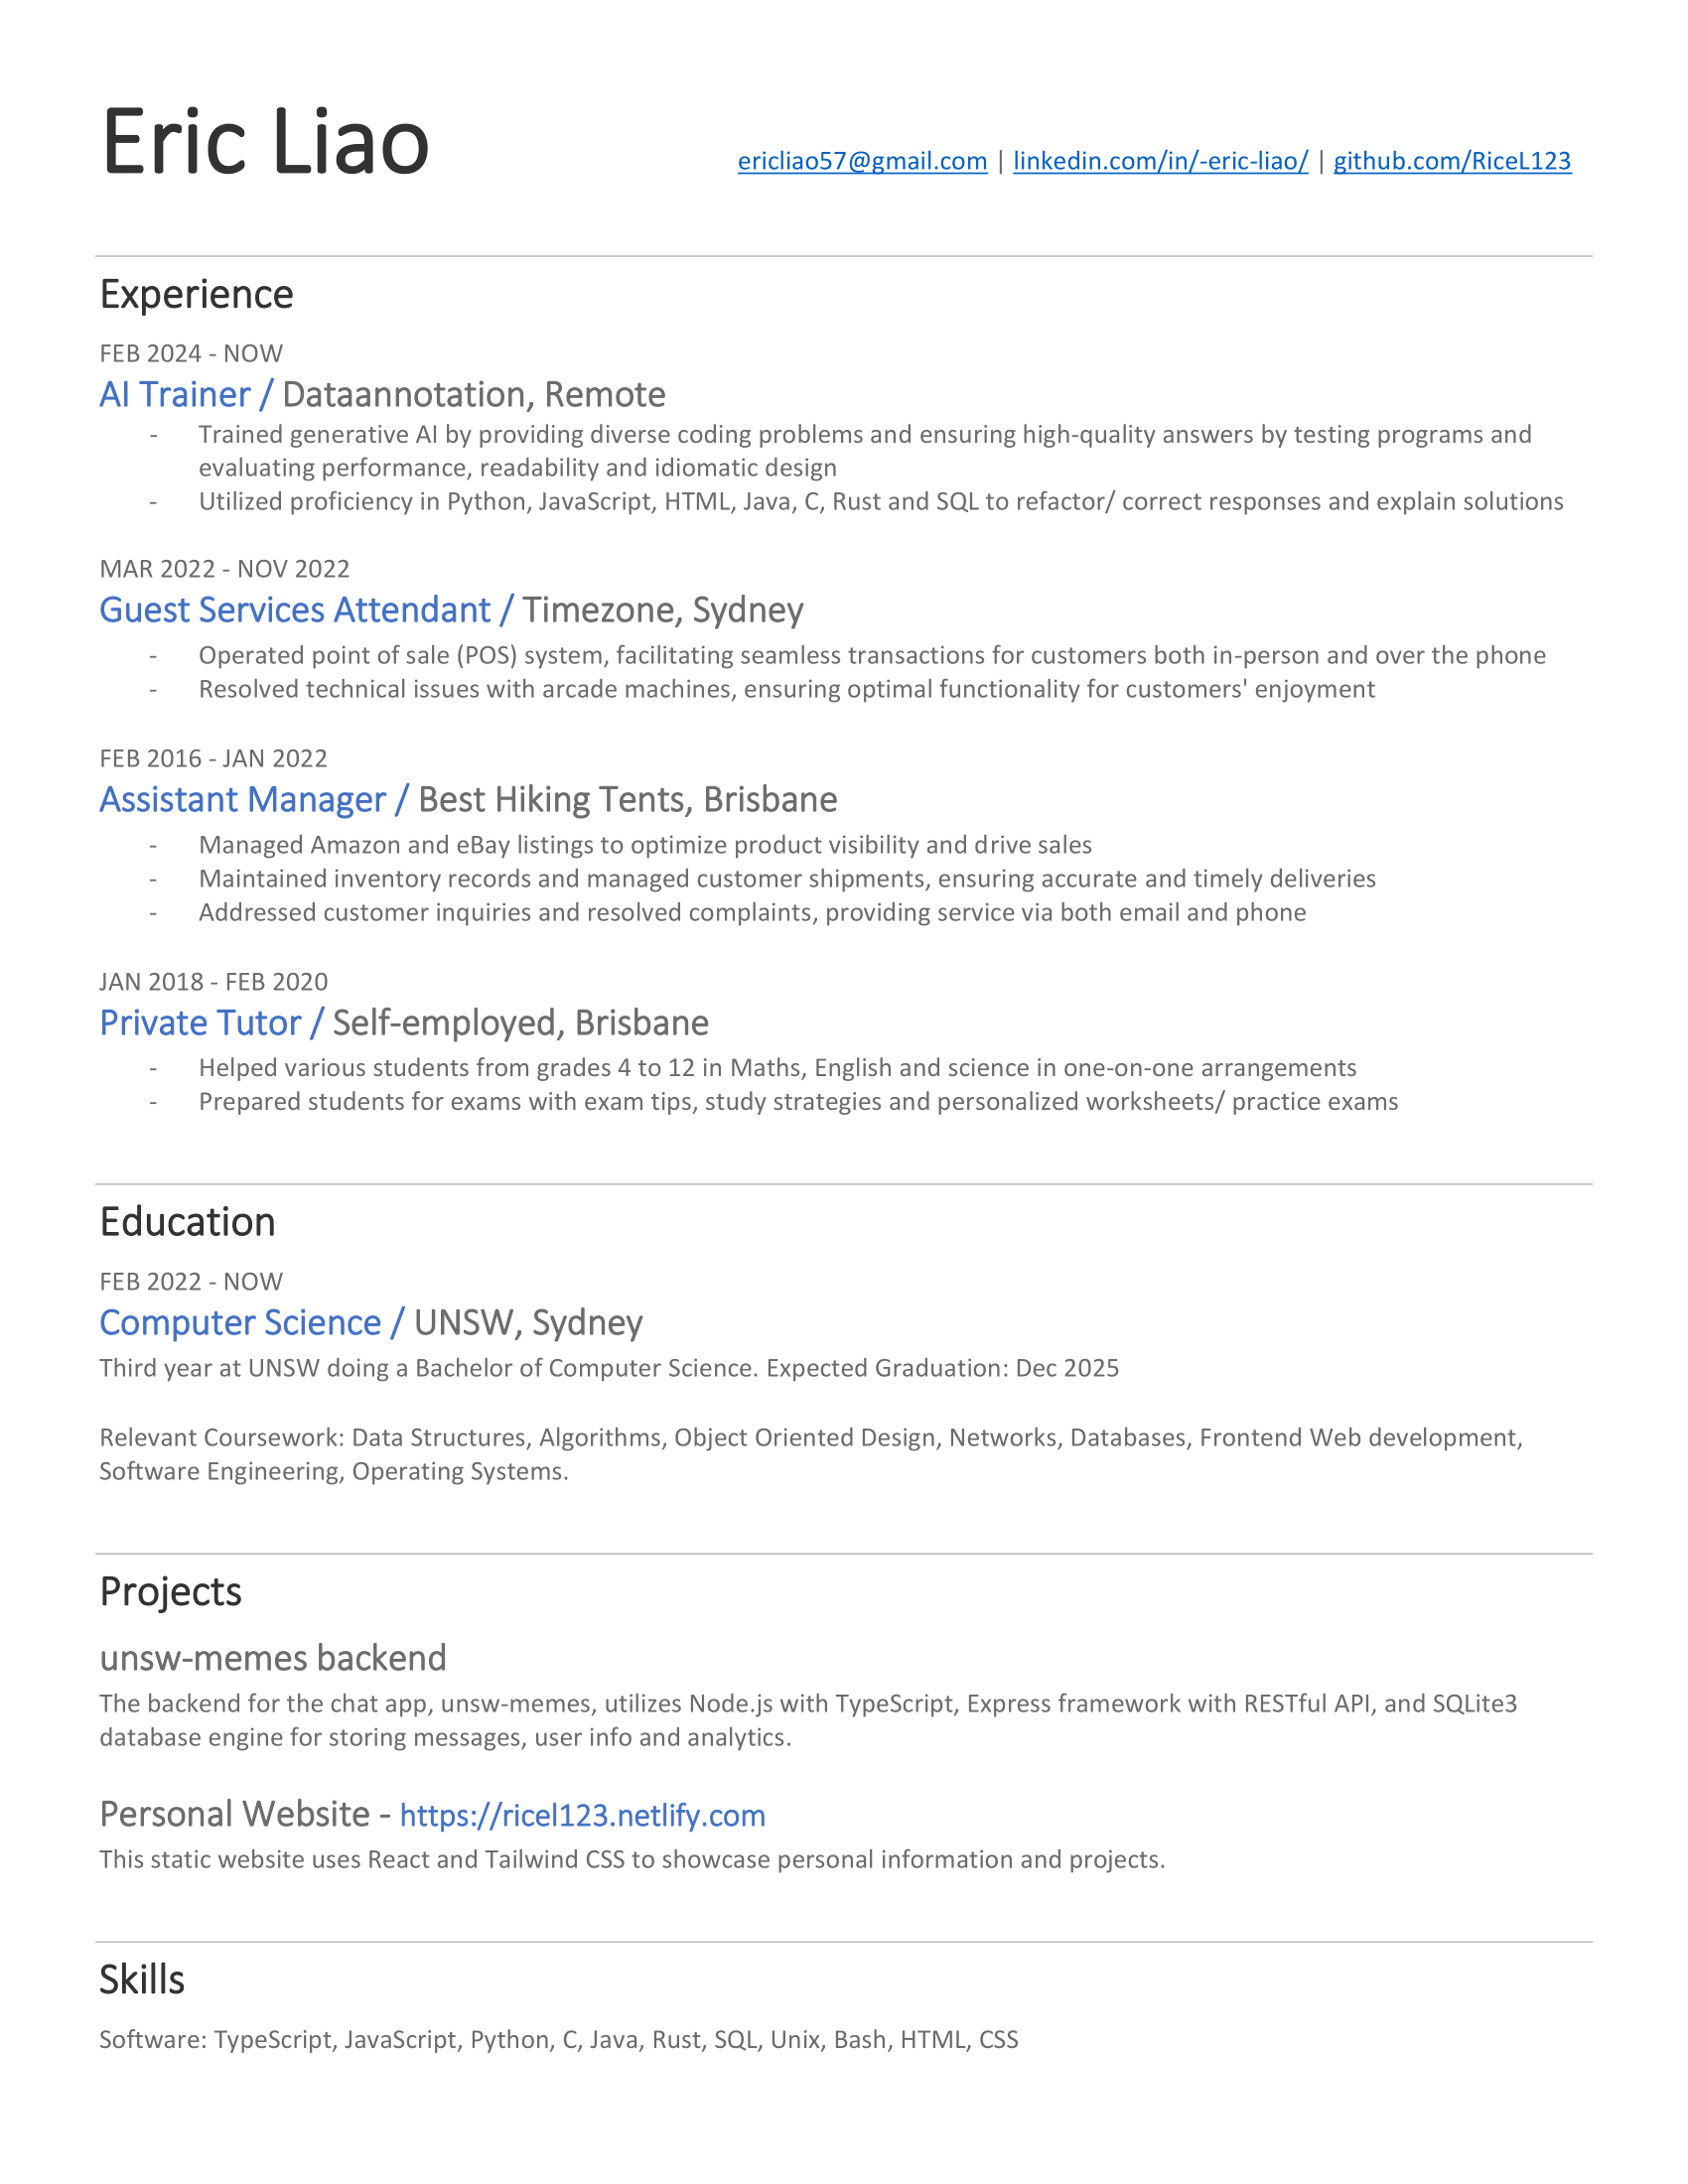 Eric Liao
ericliao57@gmail.com | linkedin.com/in/-eric-liao/ | github.com/RiceL123
Experience
FEB 2024 - NOW
AI Trainer / Dataannotation, Remote
- Trained generative AI by providing diverse coding problems and ensuring high-quality answers by testing programs and
evaluating performance, readability and idiomatic design
- Utilized proficiency in Python, JavaScript, HTML, Java, C, Rust and SQL to refactor/ correct responses and explain solutions
MAR 2022 - NOV 2022
Guest Services Attendant / Timezone, Sydney
- Operated point of sale (POS) system, facilitating seamless transactions for customers both in-person and over the phone
- Resolved technical issues with arcade machines, ensuring optimal functionality for customers' enjoyment
FEB 2016 - JAN 2022
Assistant Manager / Best Hiking Tents, Brisbane
- Managed Amazon and eBay listings to optimize product visibility and drive sales
- Maintained inventory records and managed customer shipments, ensuring accurate and timely deliveries
- Addressed customer inquiries and resolved complaints, providing service via both email and phone
JAN 2018 - FEB 2020
Private Tutor / Self-employed, Brisbane
- Helped various students from grades 4 to 12 in Maths, English and science in one-on-one arrangements
- Prepared students for exams with exam tips, study strategies and personalized worksheets/ practice exams
Education
FEB 2022 - NOW
Computer Science / UNSW, Sydney
Third year at UNSW doing a Bachelor of Computer Science. Expected Graduation: Dec 2025
Relevant Coursework: Data Structures, Algorithms, Object Oriented Design, Networks, Databases, Frontend Web development,
Software Engineering, Operating Systems.
Projects
unsw-memes backend
The backend for the chat app, unsw-memes, utilizes Node.js with TypeScript, Express framework with RESTful API, and SQLite3
database engine for storing messages, user info and analytics.
Personal Website - https://ricel123.netlify.com
This static website uses React and Tailwind CSS to showcase personal information and projects.
Skills
Software: TypeScript, JavaScript, Python, C, Java, Rust, SQL, Unix, Bash, HTML, CSS